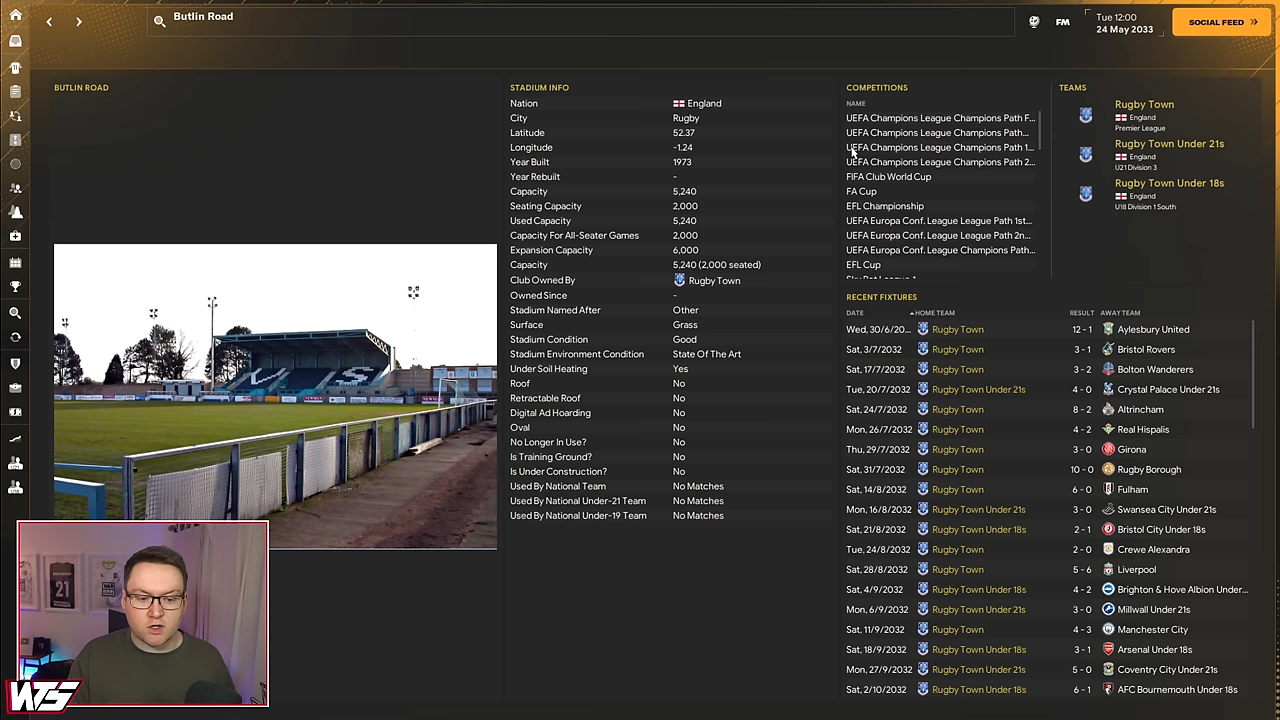 Butlin Road
FM
Tue 12:00
24 May 2033
SOCIAL FEED
BUTLIN ROAD
STADIUM INFO
Nation England
City Rugby
Latitude 52.37
Longitude -1.24
Year Built 1973
Year Rebuilt -
Capacity 5,240
Seating Capacity 2,000
Used Capacity 5,240
Capacity For All-Seater Games 2,000
Expansion Capacity 6,000
Capacity 5,240 (2,000 seated)
Club Owned By Rugby Town
Owned Since -
Stadium Named After Other
Surface Grass
Stadium Condition Good
Stadium Environment Condition State Of The Art
Under Soil Heating Yes
Roof No
Retractable Roof No
Digital Ad Hoarding No
Oval No
No Longer In Use? No
Is Training Ground? No
Is Under Construction? No
Used By National Team No Matches
Used By National Under-21 Team No Matches
Used By National Under-19 Team No Matches
COMPETITIONS
NAME
UEFA Champions League Champions Path F...
UEFA Champions League Champions Path...
UEFA Champions League Champions Path 1...
UEFA Champions League Champions Path 2...
FIFA Club World Cup
FA Cup
EFL Championship
UEFA Europa Conf. League League Path 1st...
UEFA Europa Conf. League League Path 2n...
UEFA Europa Conf. League Champions Path...
EFL Cup
Sky Bet League 1
TEAMS
Rugby Town
England
Premier League
Rugby Town Under 21s
England
U21 Division 3
Rugby Town Under 18s
England
U18 Division 1 South
RECENT FIXTURES
DATE HOME TEAM RESULT AWAY TEAM
Wed, 30/6/20... Rugby Town 12 - 1 Aylesbury United
Sat, 3/7/2032 Rugby Town 3 - 1 Bristol Rovers
Sat, 17/7/2032 Rugby Town 3 - 2 Bolton Wanderers
Tue, 20/7/2032 Rugby Town Under 21s 4 - 0 Crystal Palace Under 21s
Sat, 24/7/2032 Rugby Town 8 - 2 Altrincham
Mon, 26/7/2032 Rugby Town 4 - 2 Real Hispalis
Thu, 29/7/2032 Rugby Town 3 - 0 Girona
Sat, 31/7/2032 Rugby Town 10 - 0 Rugby Borough
Sat, 14/8/2032 Rugby Town 6 - 0 Fulham
Mon, 16/8/2032 Rugby Town Under 21s 3 - 0 Swansea City Under 21s
Sat, 21/8/2032 Rugby Town Under 18s 2 - 1 Bristol City Under 18s
Tue, 24/8/2032 Rugby Town 2 - 0 Crewe Alexandra
Sat, 28/8/2032 Rugby Town 5 - 6 Liverpool
Sat, 4/9/2032 Rugby Town Under 18s 4 - 2 Brighton & Hove Albion Under...
Mon, 6/9/2032 Rugby Town Under 21s 3 - 0 Millwall Under 21s
Sat, 11/9/2032 Rugby Town 4 - 3 Manchester City
Sat, 18/9/2032 Rugby Town Under 18s 3 - 1 Arsenal Under 18s
Mon, 27/9/2032 Rugby Town Under 21s 5 - 0 Coventry City Under 21s
Sat, 2/10/2032 Rugby Town Under 18s 6 - 1 AFC Bournemouth Under 18s
V S
21
WTS